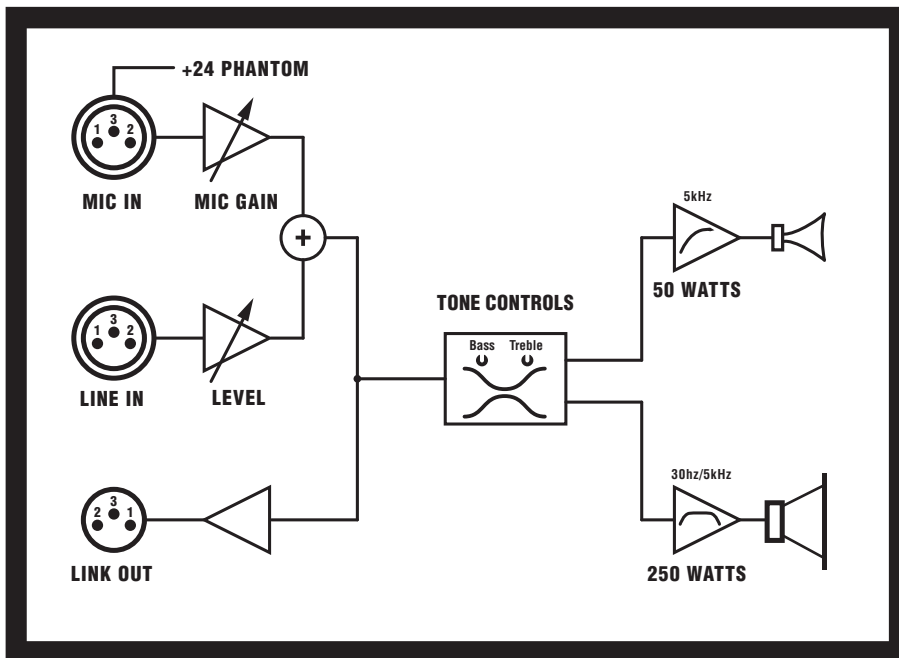 +24 PHANTOM
3
1 2
MIC IN
MIC GAIN
+
3
1 2
LINE IN
LEVEL
3
2 1
LINK OUT
TONE CONTROLS
Bass Treble
5kHz
50 WATTS
30hz/5kHz
250 WATTS